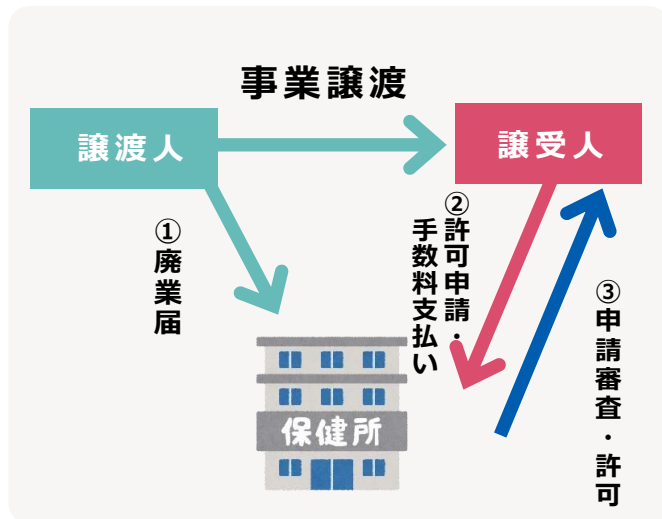 事業譲渡
譲渡人
譲受人
①廃業届
②許可申請・
手数料支払い
③申請審査・許可
保健所